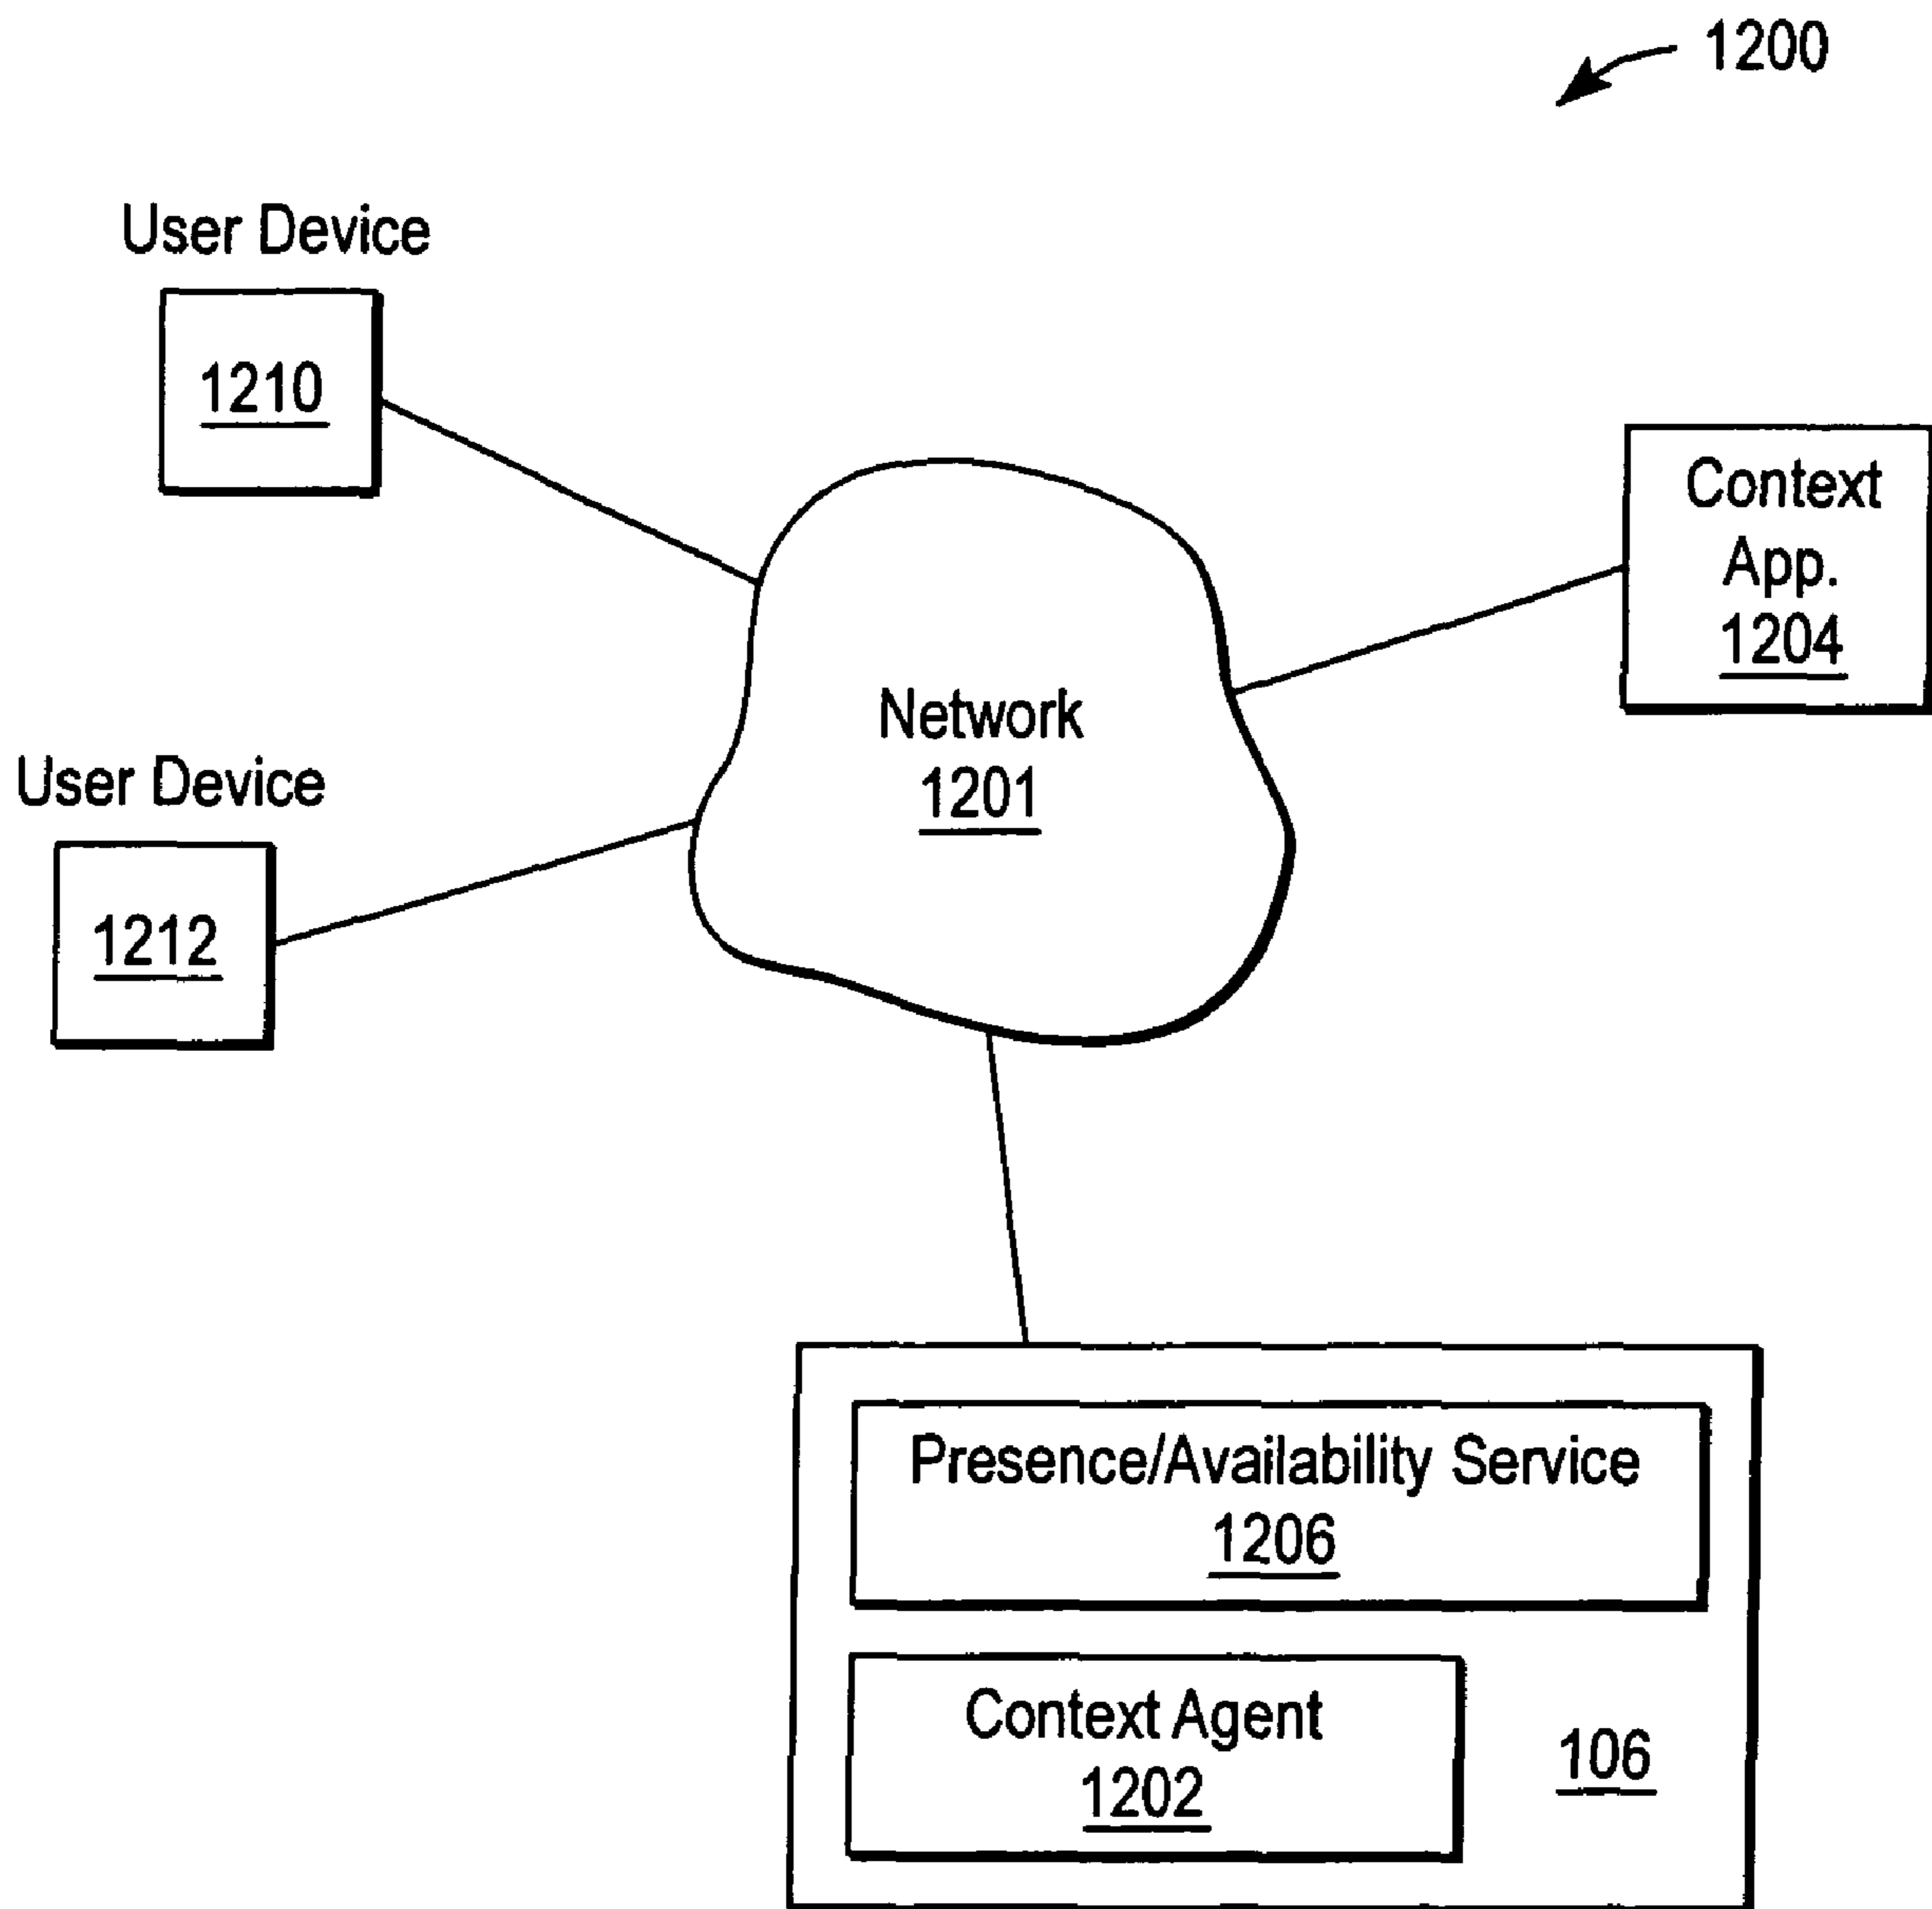 1200
User Device
1210
Context
App.
1204
Network
1201
User Device
1212
Presence/Availability Service
1206
Context Agent
1202
106